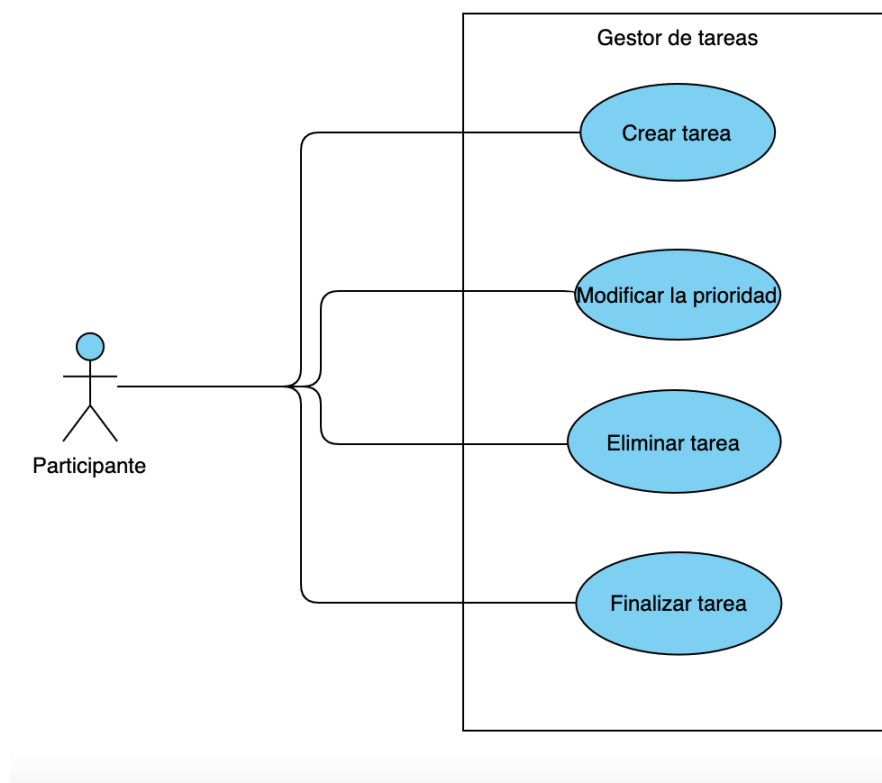 Gestor de tareas
Crear tarea
Modificar la prioridad
Eliminar tarea
Participante
Finalizar tarea